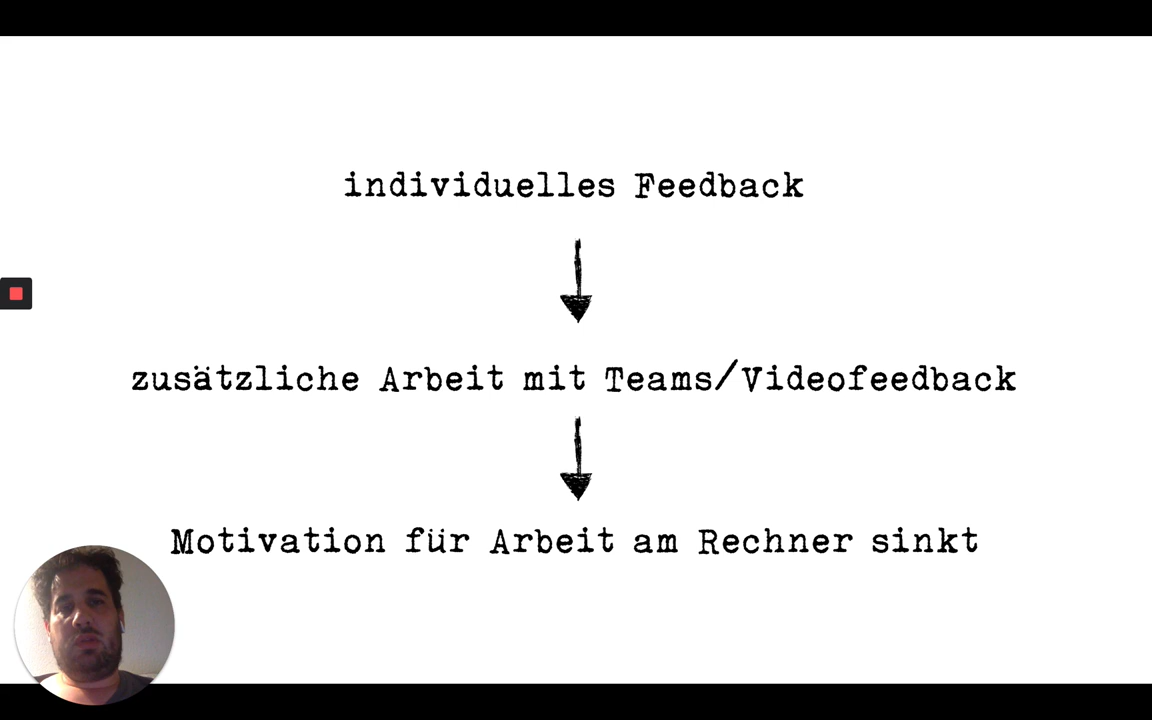 individuelles Feedback
zusätzliche Arbeit mit Teams/Videofeedback
Motivation für Arbeit am Rechner sinkt